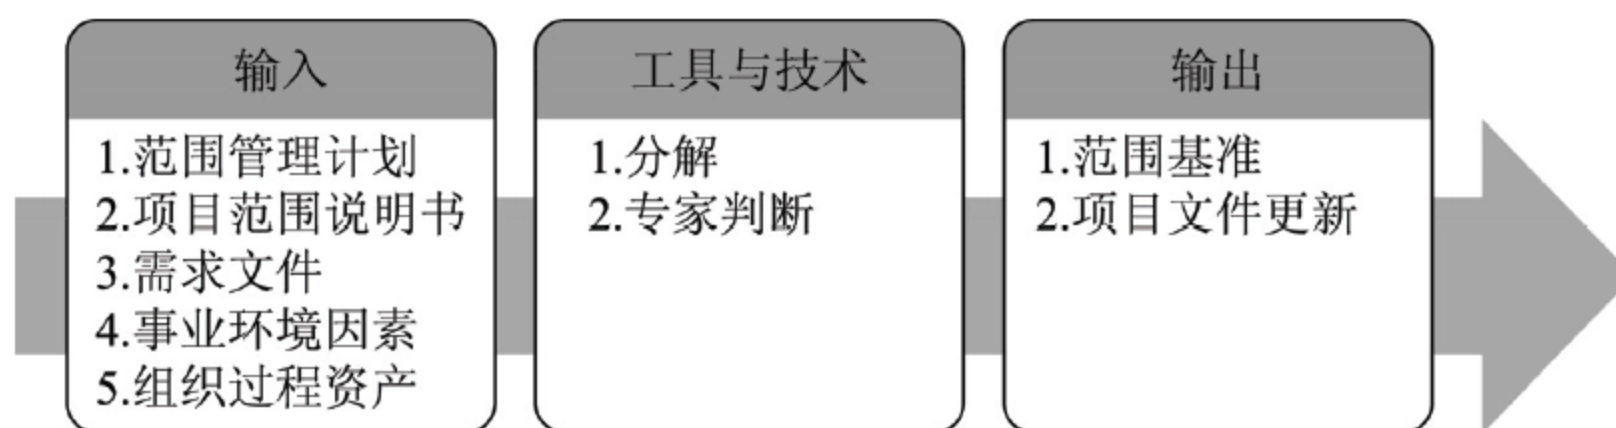 输入
1.范围管理计划
2.项目范围说明书
3.需求文件
4.事业环境因素
5.组织过程资产
工具与技术
1.分解
2.专家判断
输出
1.范围基准
2.项目文件更新